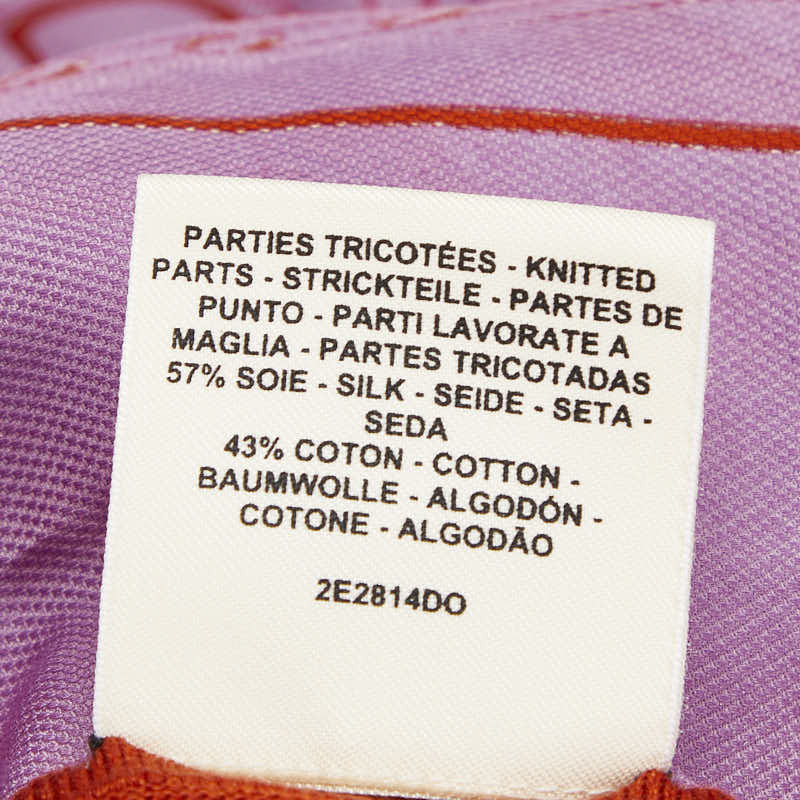 PARTIES TRICOTÉES - KNITTED
PARTS - STRICKTEILE - PARTES DE
PUNTO - PARTI LAVORATE A
MAGLIA - PARTES TRICOTADAS
57% SOIE - SILK - SEIDE - SETA -
SEDA
43% COTON - COTTON -
BAUMWOLLE - ALGODÓN -
COTONE - ALGODÃO
2E2814DO